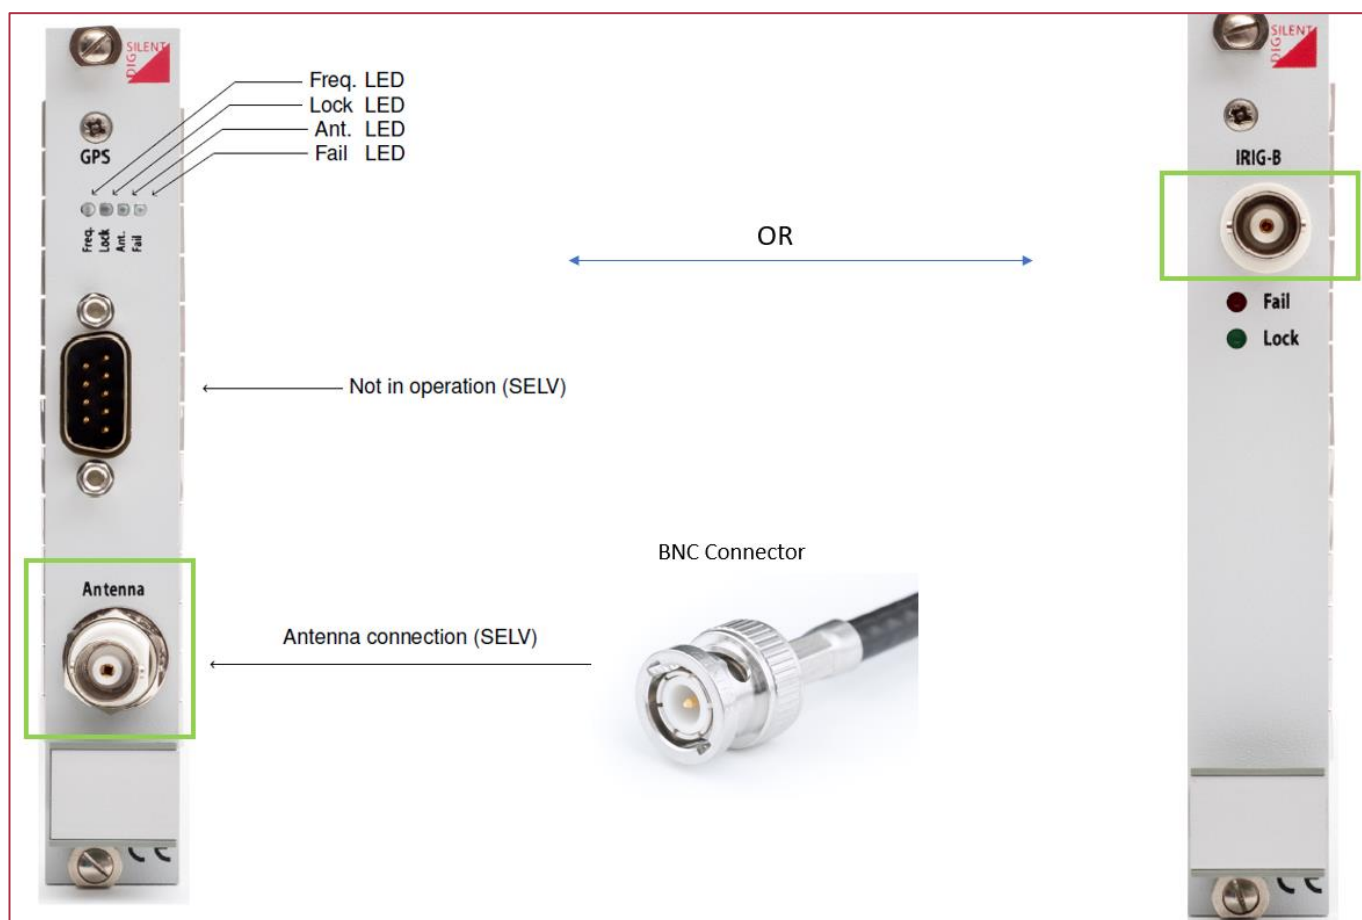 DIG SILENT
GPS
Freq. LED
Lock LED
Ant. LED
Fail LED
Freq.
Lock
Ant.
Fail
Not in operation (SELV)
Antenna
Antenna connection (SELV)
BNC Connector
CE
OR
DIG SILENT
IRIG-B
Fail
Lock
CE